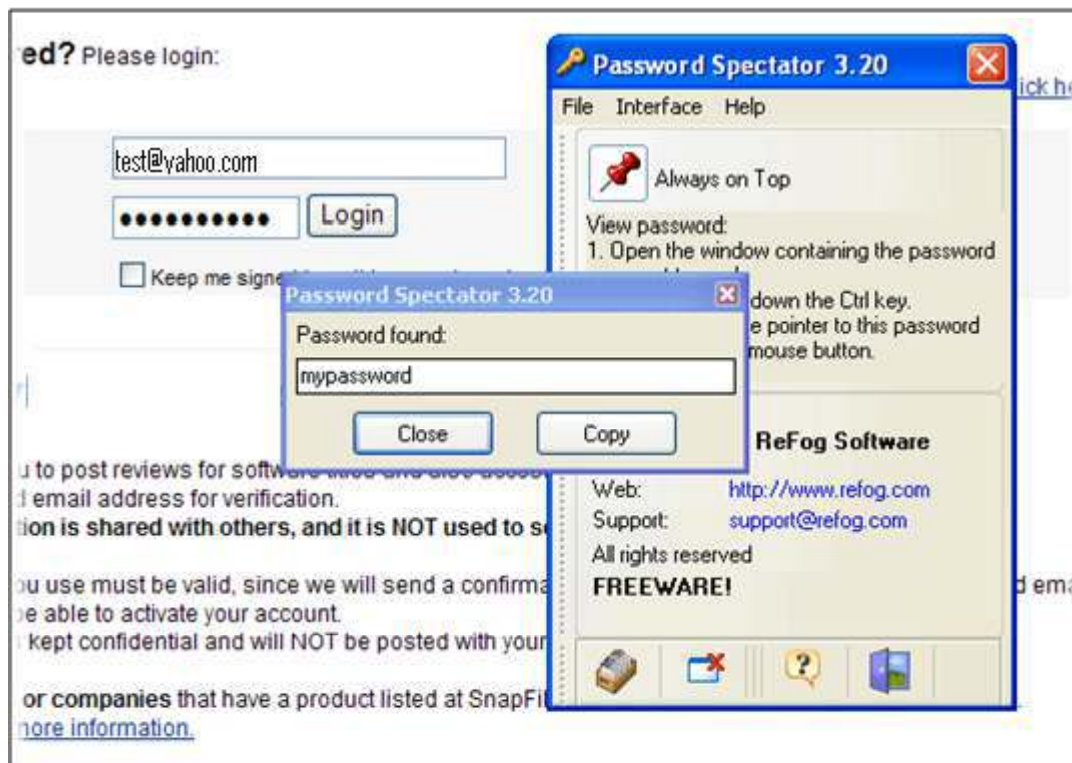 ed? Please login:
ick he
test@yahoo.com
Login
Keep me signe
Password Spectator 3.20
File Interface Help
Always on Top
View password:
1. Open the window containing the password
down the Ctrl key.
e pointer to this password
mouse button.
Password Spectator 3.20
Password found:
mypassword
Close Copy
ReFog Software
Web: http://www.refog.com
Support: support@refog.com
All rights reserved
FREEWARE!
u to post reviews for software
email address for verification.
tion is shared with others, and it is NOT used to s
ou use must be valid, since we will send a confirma
d ema
be able to activate your account.
kept confidential and will NOT be posted with your
or companies that have a product listed at SnapFi
more information.